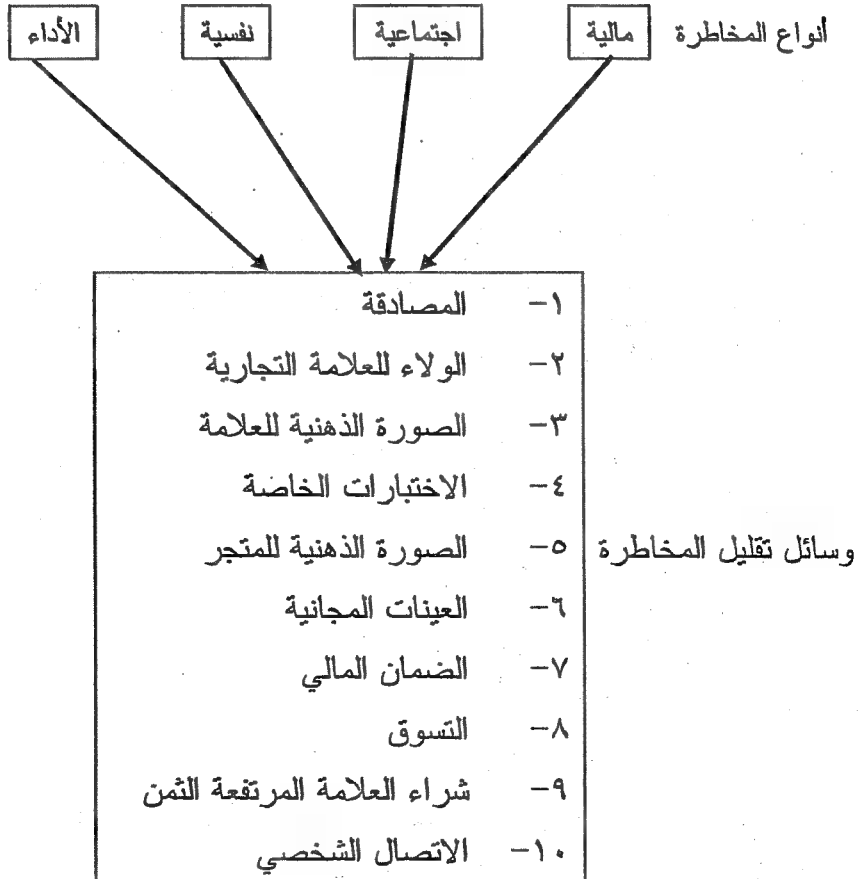 أنواع المخاطرة مالية اجتماعية نفسية الأداء
١- المصادقة
٢- الولاء للعلامة التجارية
٣- الصورة الذهنية للعلامة
٤- الاختبارات الخاصة
وسائل تقليل المخاطرة ٥- الصورة الذهنية للمتجر
٦- العينات المجانية
٧- الضمان المالي
٨- التسوق
٩- شراء العلامة المرتفعة الثمن
١٠- الاتصال الشخصي